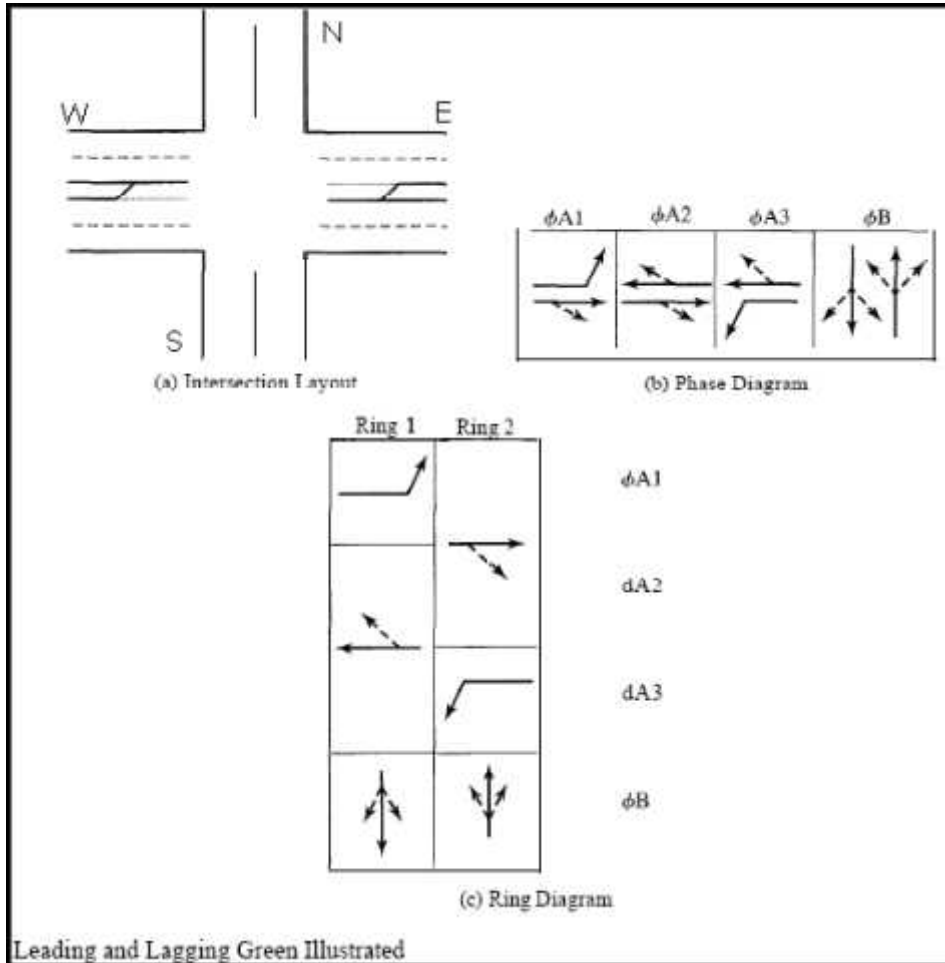 N
W
E
S
(a) Intersection Layout
ϕA1 ϕA2 ϕA3 ϕB
(b) Phase Diagram
Ring 1 Ring 2
ϕA1
dA2
dA3
ϕB
(c) Ring Diagram
Leading and Lagging Green Illustrated